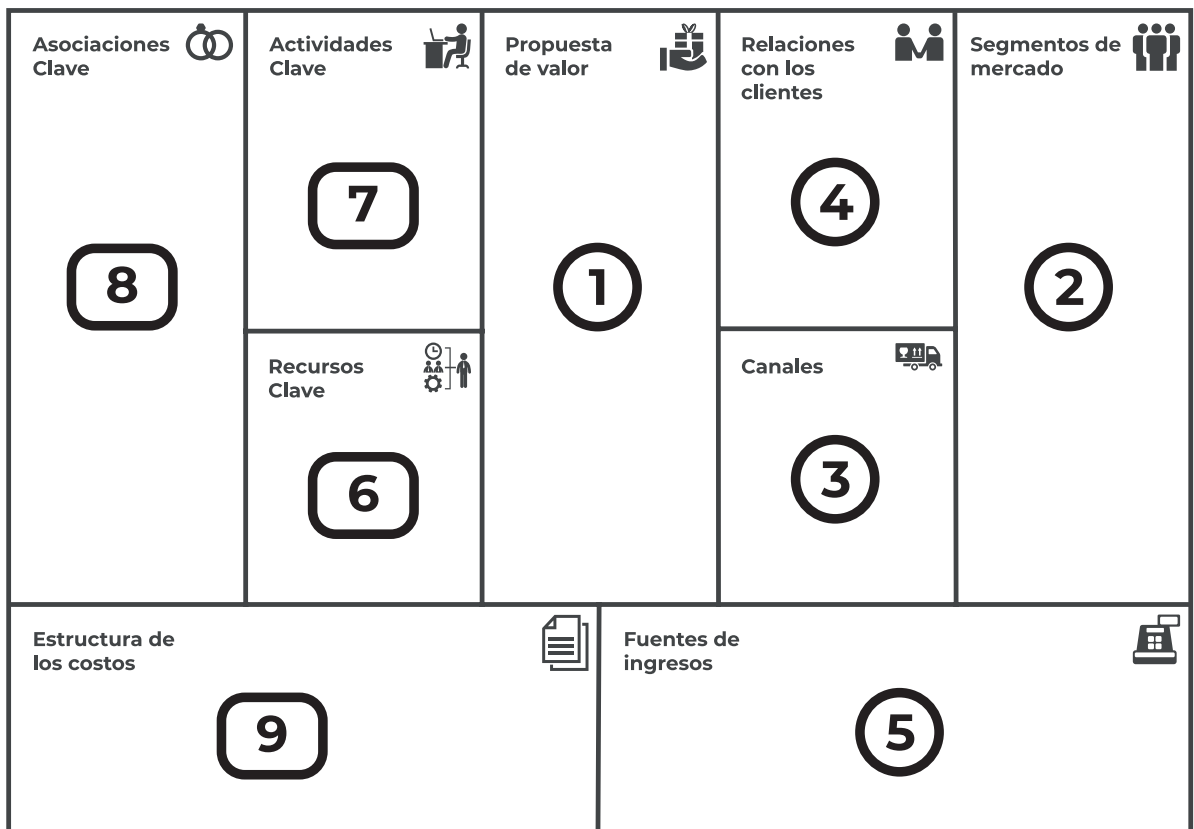 Asociaciones
Clave
8
Actividades
Clave
7
Recursos
Clave
6
Propuesta
de valor
1
Relaciones
con los
clientes
4
Canales
3
Segmentos de
mercado
2
Estructura de
los costos
9
Fuentes de
ingresos
5